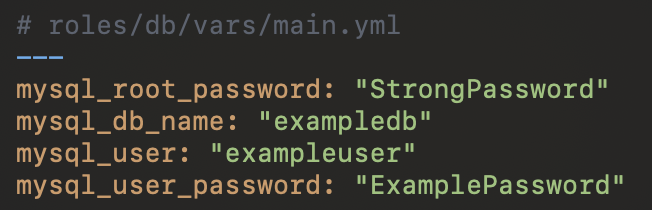 # roles/db/vars/main.yml
---
mysql_root_password: "StrongPassword"
mysql_db_name: "exampledb"
mysql_user: "exampleuser"
mysql_user_password: "ExamplePassword"